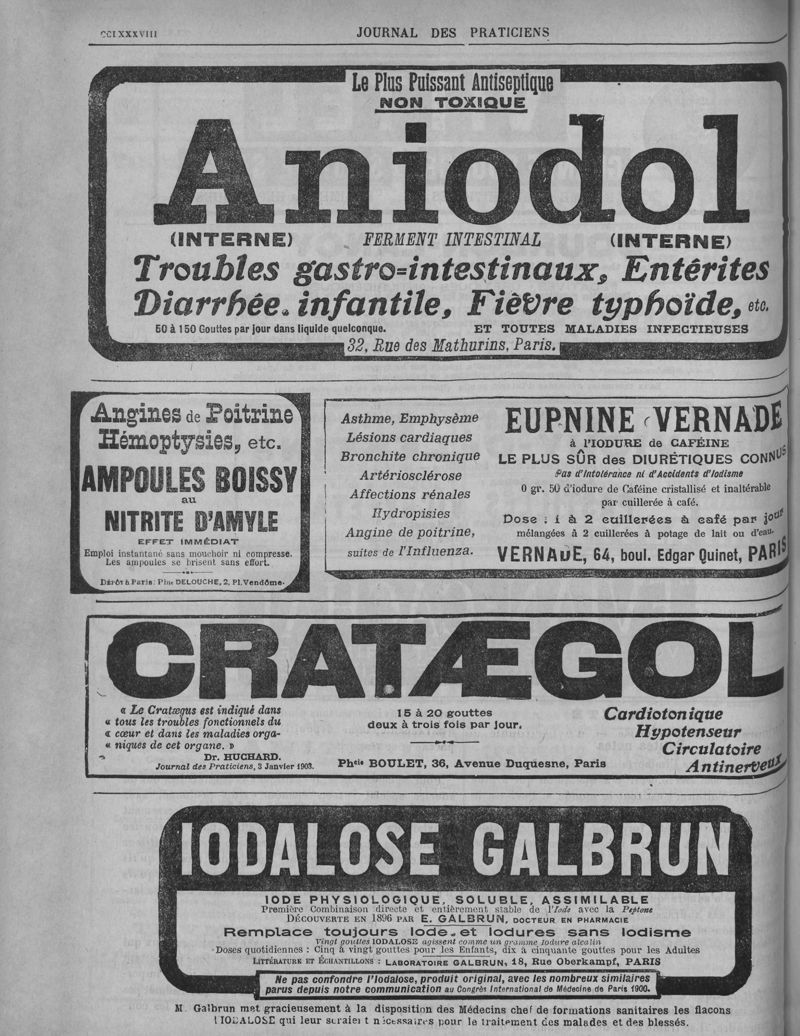 CCLXXXVIII
JOURNAL DES PRATICIENS
Le Plus Puissant Antiseptique
NON TOXIQUE
Aniodol
(INTERNE) FERMENT INTESTINAL (INTERNE)
Troubles gastro=intestinaux, Entérites
Diarrhée infantile, Fièvre typhoïde, etc.
50 à 150 Gouttes par jour dans liquide quelconque. ET TOUTES MALADIES INFECTIEUSES
32, Rue des Mathurins, Paris.
Angines de Poitrine
Hémoptysies, etc.
AMPOULES BOISSY
au
NITRITE D'AMYLE
EFFET IMMÉDIAT
Emploi instantané sans mouchoir ni compresse.
Les ampoules se brisent sans effort.
DÉPÔT à PARIS: Phie DELOUCHE, 2, Pl. Vendôme.
Asthme, Emphysème
Lésions cardiaques
Bronchite chronique
Artériosclérose
Affections rénales
Hydropisies
Angine de poitrine,
suites de l'Influenza.
EUPNINE VERNADE
à l'IODURE de CAFÉINE
LE PLUS SÛR des DIURÉTIQUES CONNUS
Pas d'Intolérance ni d'Accidents d'Iodisme
0 gr. 50 d'iodure de Caféine cristallisé et inaltérable
par cuillerée à café.
Dose : 1 à 2 cuillerées à café par jour
mélangées à 2 cuillerées à potage de lait ou d'eau.
VERNADE, 64, boul. Edgar Quinet, PARIS
CRATÆGOL
« Le Cratægus est indiqué dans
« tous les troubles fonctionnels du
« cœur et dans les maladies orga-
« niques de cet organe. »
Dr. HUCHARD.
Journal des Praticiens, 3 Janvier 1903.
15 à 20 gouttes
deux à trois fois par jour.
Phcie BOULET, 36, Avenue Duquesne, Paris
Cardiotonique
Hypotenseur
Circulatoire
Antinerveux
IODALOSE GALBRUN
IODE PHYSIOLOGIQUE, SOLUBLE, ASSIMILABLE
Première Combinaison directe et entièrement stable de l'Iode avec la Peptone
DÉCOUVERTE EN 1896 PAR E. GALBRUN, DOCTEUR EN PHARMACIE
Remplace toujours Iode et Iodures sans Iodisme
Vingt gouttes IODALOSE agissent comme un gramme Iodure alcalin
Doses quotidiennes : Cinq à vingt gouttes pour les Enfants, dix à cinquante gouttes pour les Adultes
LITTÉRATURE ET ÉCHANTILLONS : LABORATOIRE GALBRUN, 18, Rue Oberkampf, PARIS
Ne pas confondre l'Iodalose, produit original, avec les nombreux similaires
parus depuis notre communication au Congrès International de Médecine de Paris 1900.
M. Galbrun met gracieusement à la disposition des Médecins chef de formations sanitaires les flacons
IODALOSE qui leur seraient nécessaires pour le traitement des malades et des blessés.